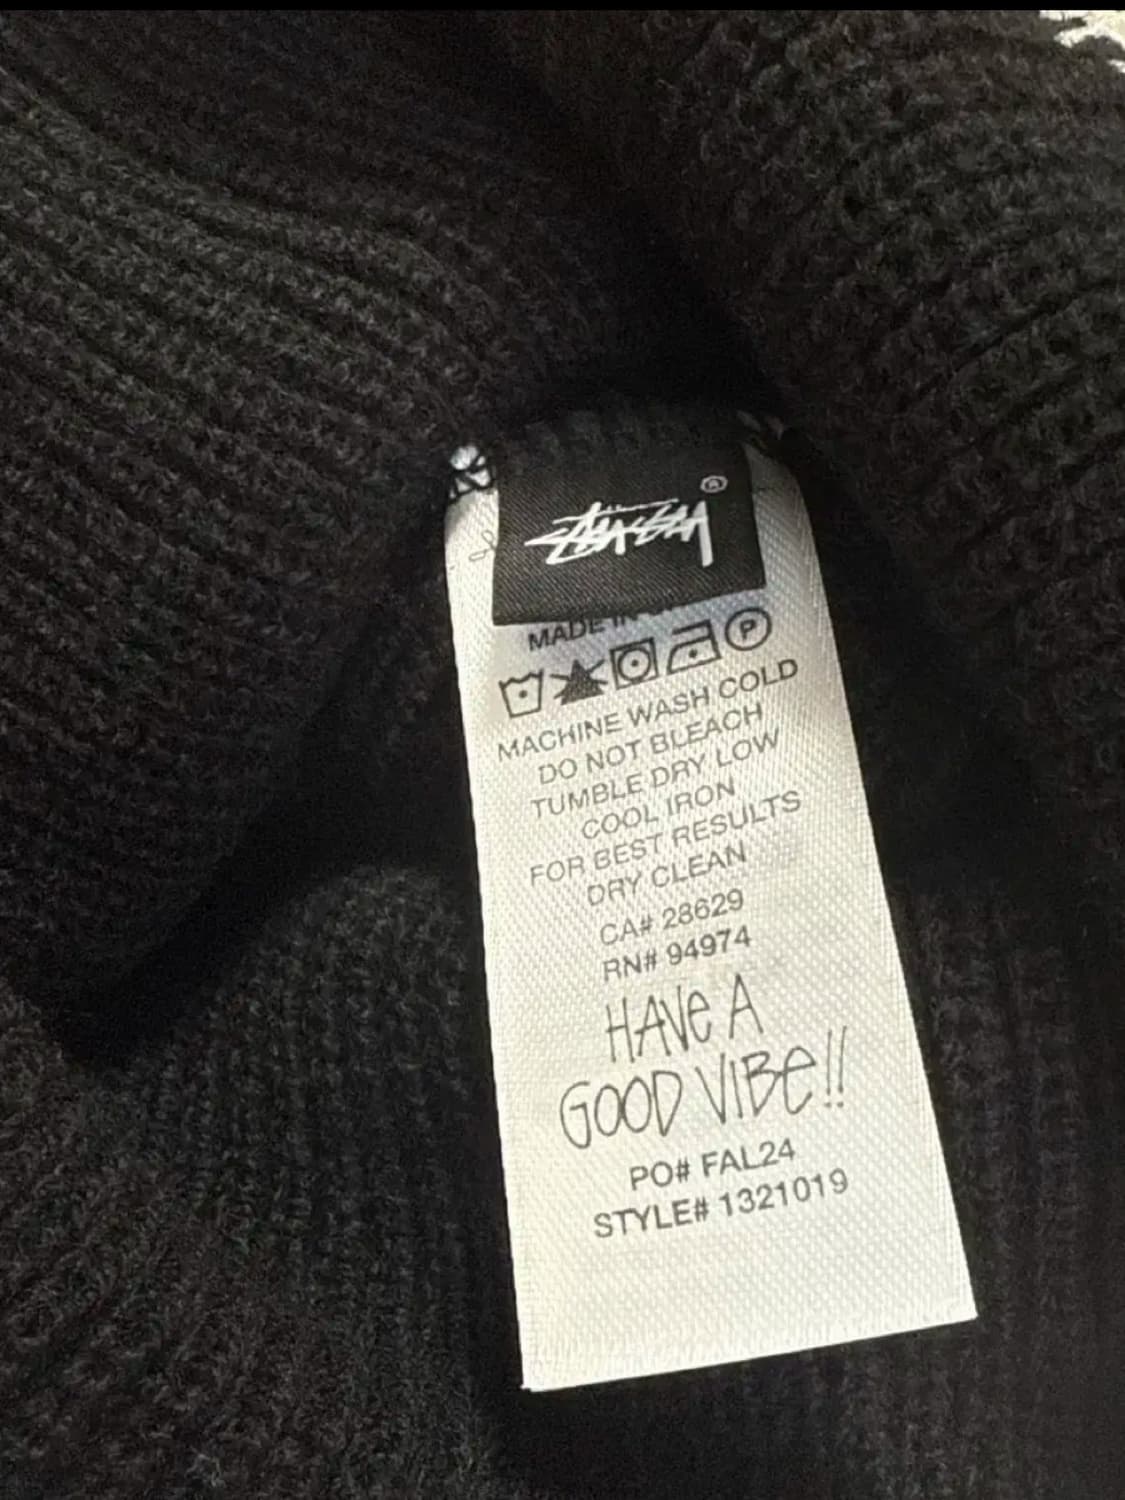 STÜSSY ®
MADE IN
P
MACHINE WASH COLD
DO NOT BLEACH
TUMBLE DRY LOW
COOL IRON
FOR BEST RESULTS
DRY CLEAN
CA# 28629
RN# 94974
HAVE A
GOOD VIBE!!
PO# FAL24
STYLE# 1321019